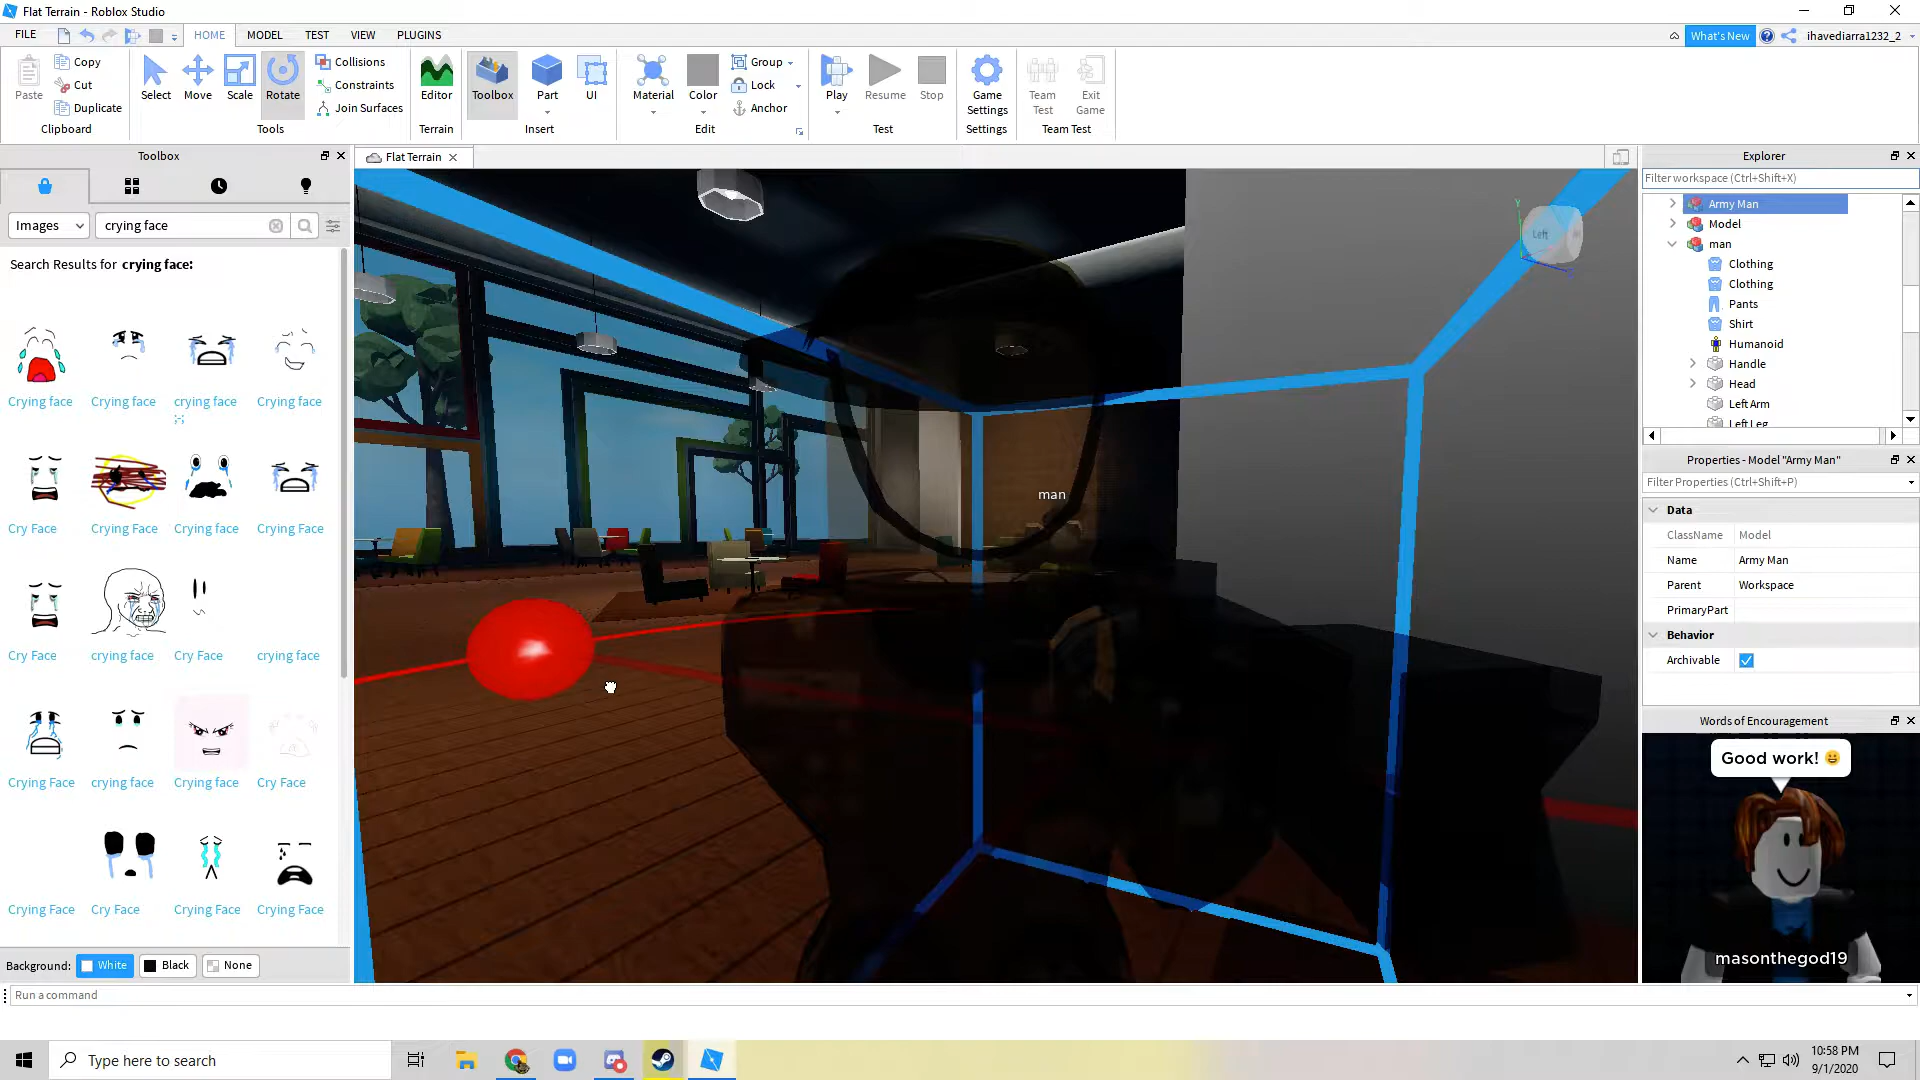 Flat Terrain - Roblox Studio
FILE
HOME
MODEL
TEST
VIEW
PLUGINS
What's New
ihavediarra1232_2
Paste
Copy
Cut
Duplicate
Clipboard
Select
Move
Scale
Rotate
Collisions
Constraints
Join Surfaces
Tools
Editor
Terrain
Toolbox
Part
UI
Insert
Material
Color
Group
Lock
Anchor
Edit
Play
Resume
Stop
Test
Game
Settings
Settings
Team
Test
Exit
Game
Team Test
Toolbox
Images
crying face
Search Results for crying face:
Crying face
Crying face
crying face
;-;
Crying face
Cry Face
Crying Face
Crying face
Crying Face
Cry Face
crying face
Cry Face
crying face
Crying Face
crying face
Crying face
Cry Face
Crying Face
Cry Face
Crying Face
Crying Face
Background:
White
Black
None
Run a command
Flat Terrain
Y
Left
man
Explorer
Filter workspace (Ctrl+Shift+X)
Army Man
Model
man
Clothing
Clothing
Pants
Shirt
Humanoid
Handle
Head
Left Arm
Left Leg
Properties - Model "Army Man"
Filter Properties (Ctrl+Shift+P)
Data
ClassName Model
Name Army Man
Parent Workspace
PrimaryPart
Behavior
Archivable
Words of Encouragement
Good work! 😀
masonthegod19
Type here to search
10:58 PM
9/1/2020